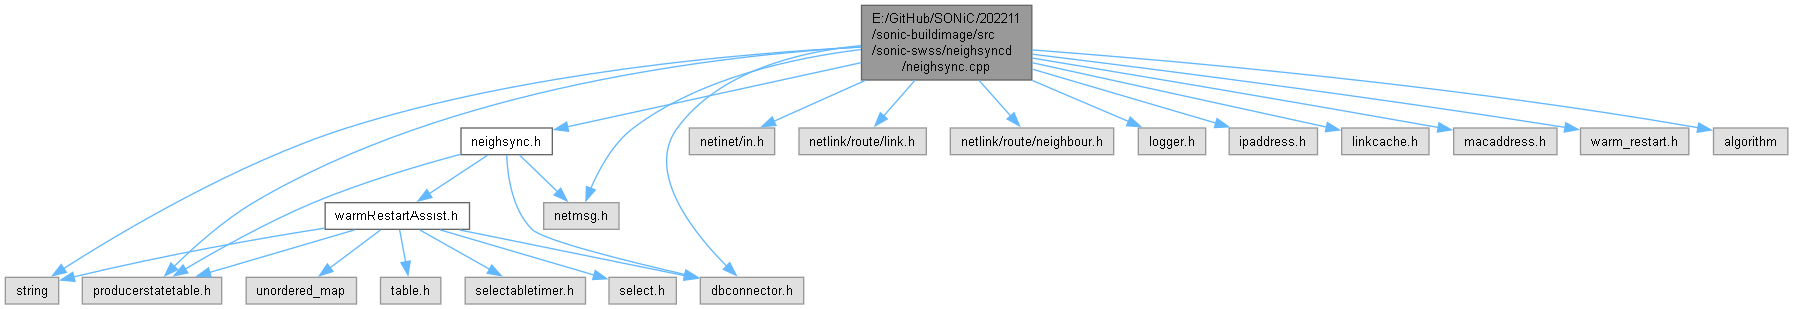 E:/GitHub/SONiC/202211
/sonic-buildimage/src
/sonic-swss/neighsyncd
/neighsync.cpp
neighsync.h
netinet/in.h
netlink/route/link.h
netlink/route/neighbour.h
logger.h
ipaddress.h
linkcache.h
macaddress.h
warm_restart.h
algorithm
warmRestartAssist.h
netmsg.h
string
producerstatetable.h
unordered_map
table.h
selectabletimer.h
select.h
dbconnector.h